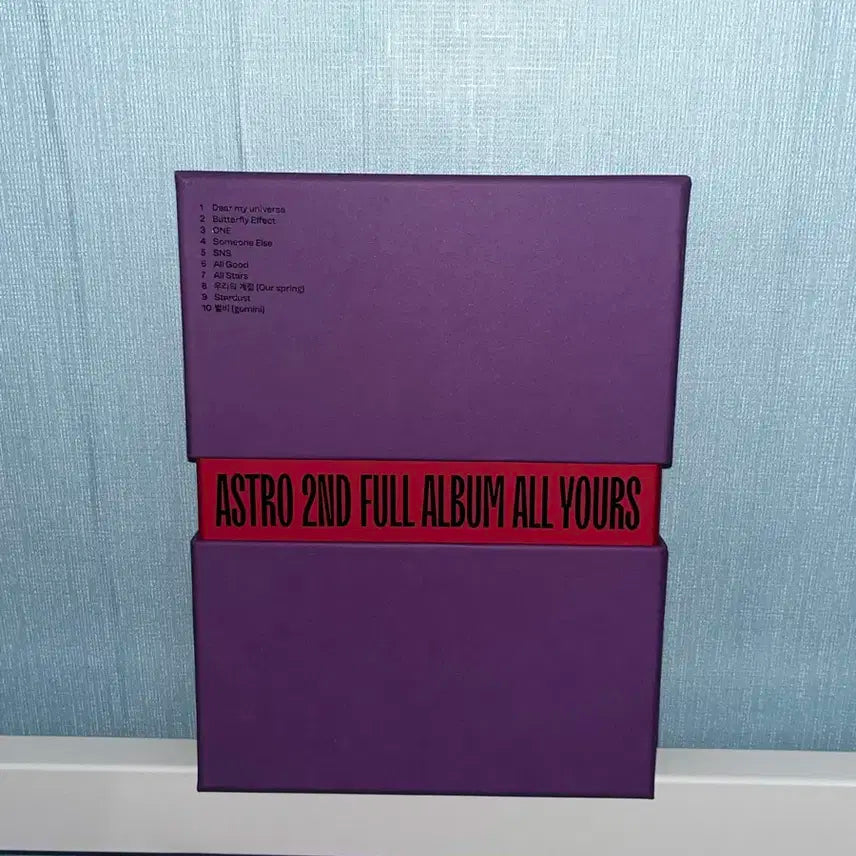 1 Dear my universe
2 Butterfly Effect
3 ONE
4 Someone Else
5 SNS
6 All Good
7 All Stars
8 우리의 계절 (Our spring)
9 Stardust
10 별비 (gemini)
ASTRO 2ND FULL ALBUM ALL YOURS